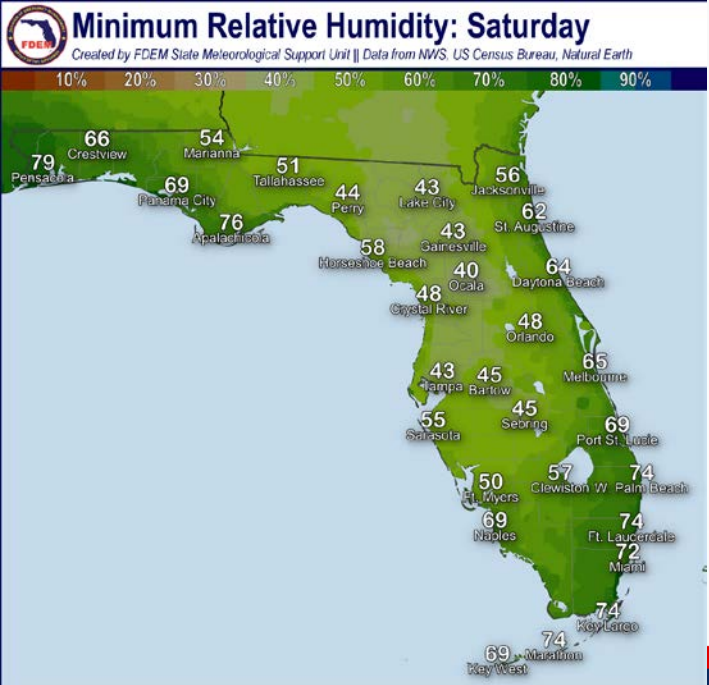 Minimum Relative Humidity: Saturday
Created by FDEM State Meteorological Support Unit || Data from NWS, US Census Bureau, Natural Earth
FDEM
10% 20% 30% 40% 50% 60% 70% 80% 90%
66
Crestview
54
Marianna
79
Pensacola
51
Tallahassee
69
Panama City
44
Perry
43
Lake City
56
Jacksonville
76
Apalachicola
62
St. Augustine
43
Gainesville
58
Horseshoe Beach
40
Ocala
64
Daytona Beach
48
Crystal River
48
Orlando
65
Melbourne
43
Tampa
45
Bartow
45
Sebring
55
Sarasota
69
Port St. Lucie
50
Ft. Myers
57
Clewiston
74
W Palm Beach
69
Naples
74
Ft. Lauderdale
72
Miami
74
Key Largo
74
Marathon
69
Key West